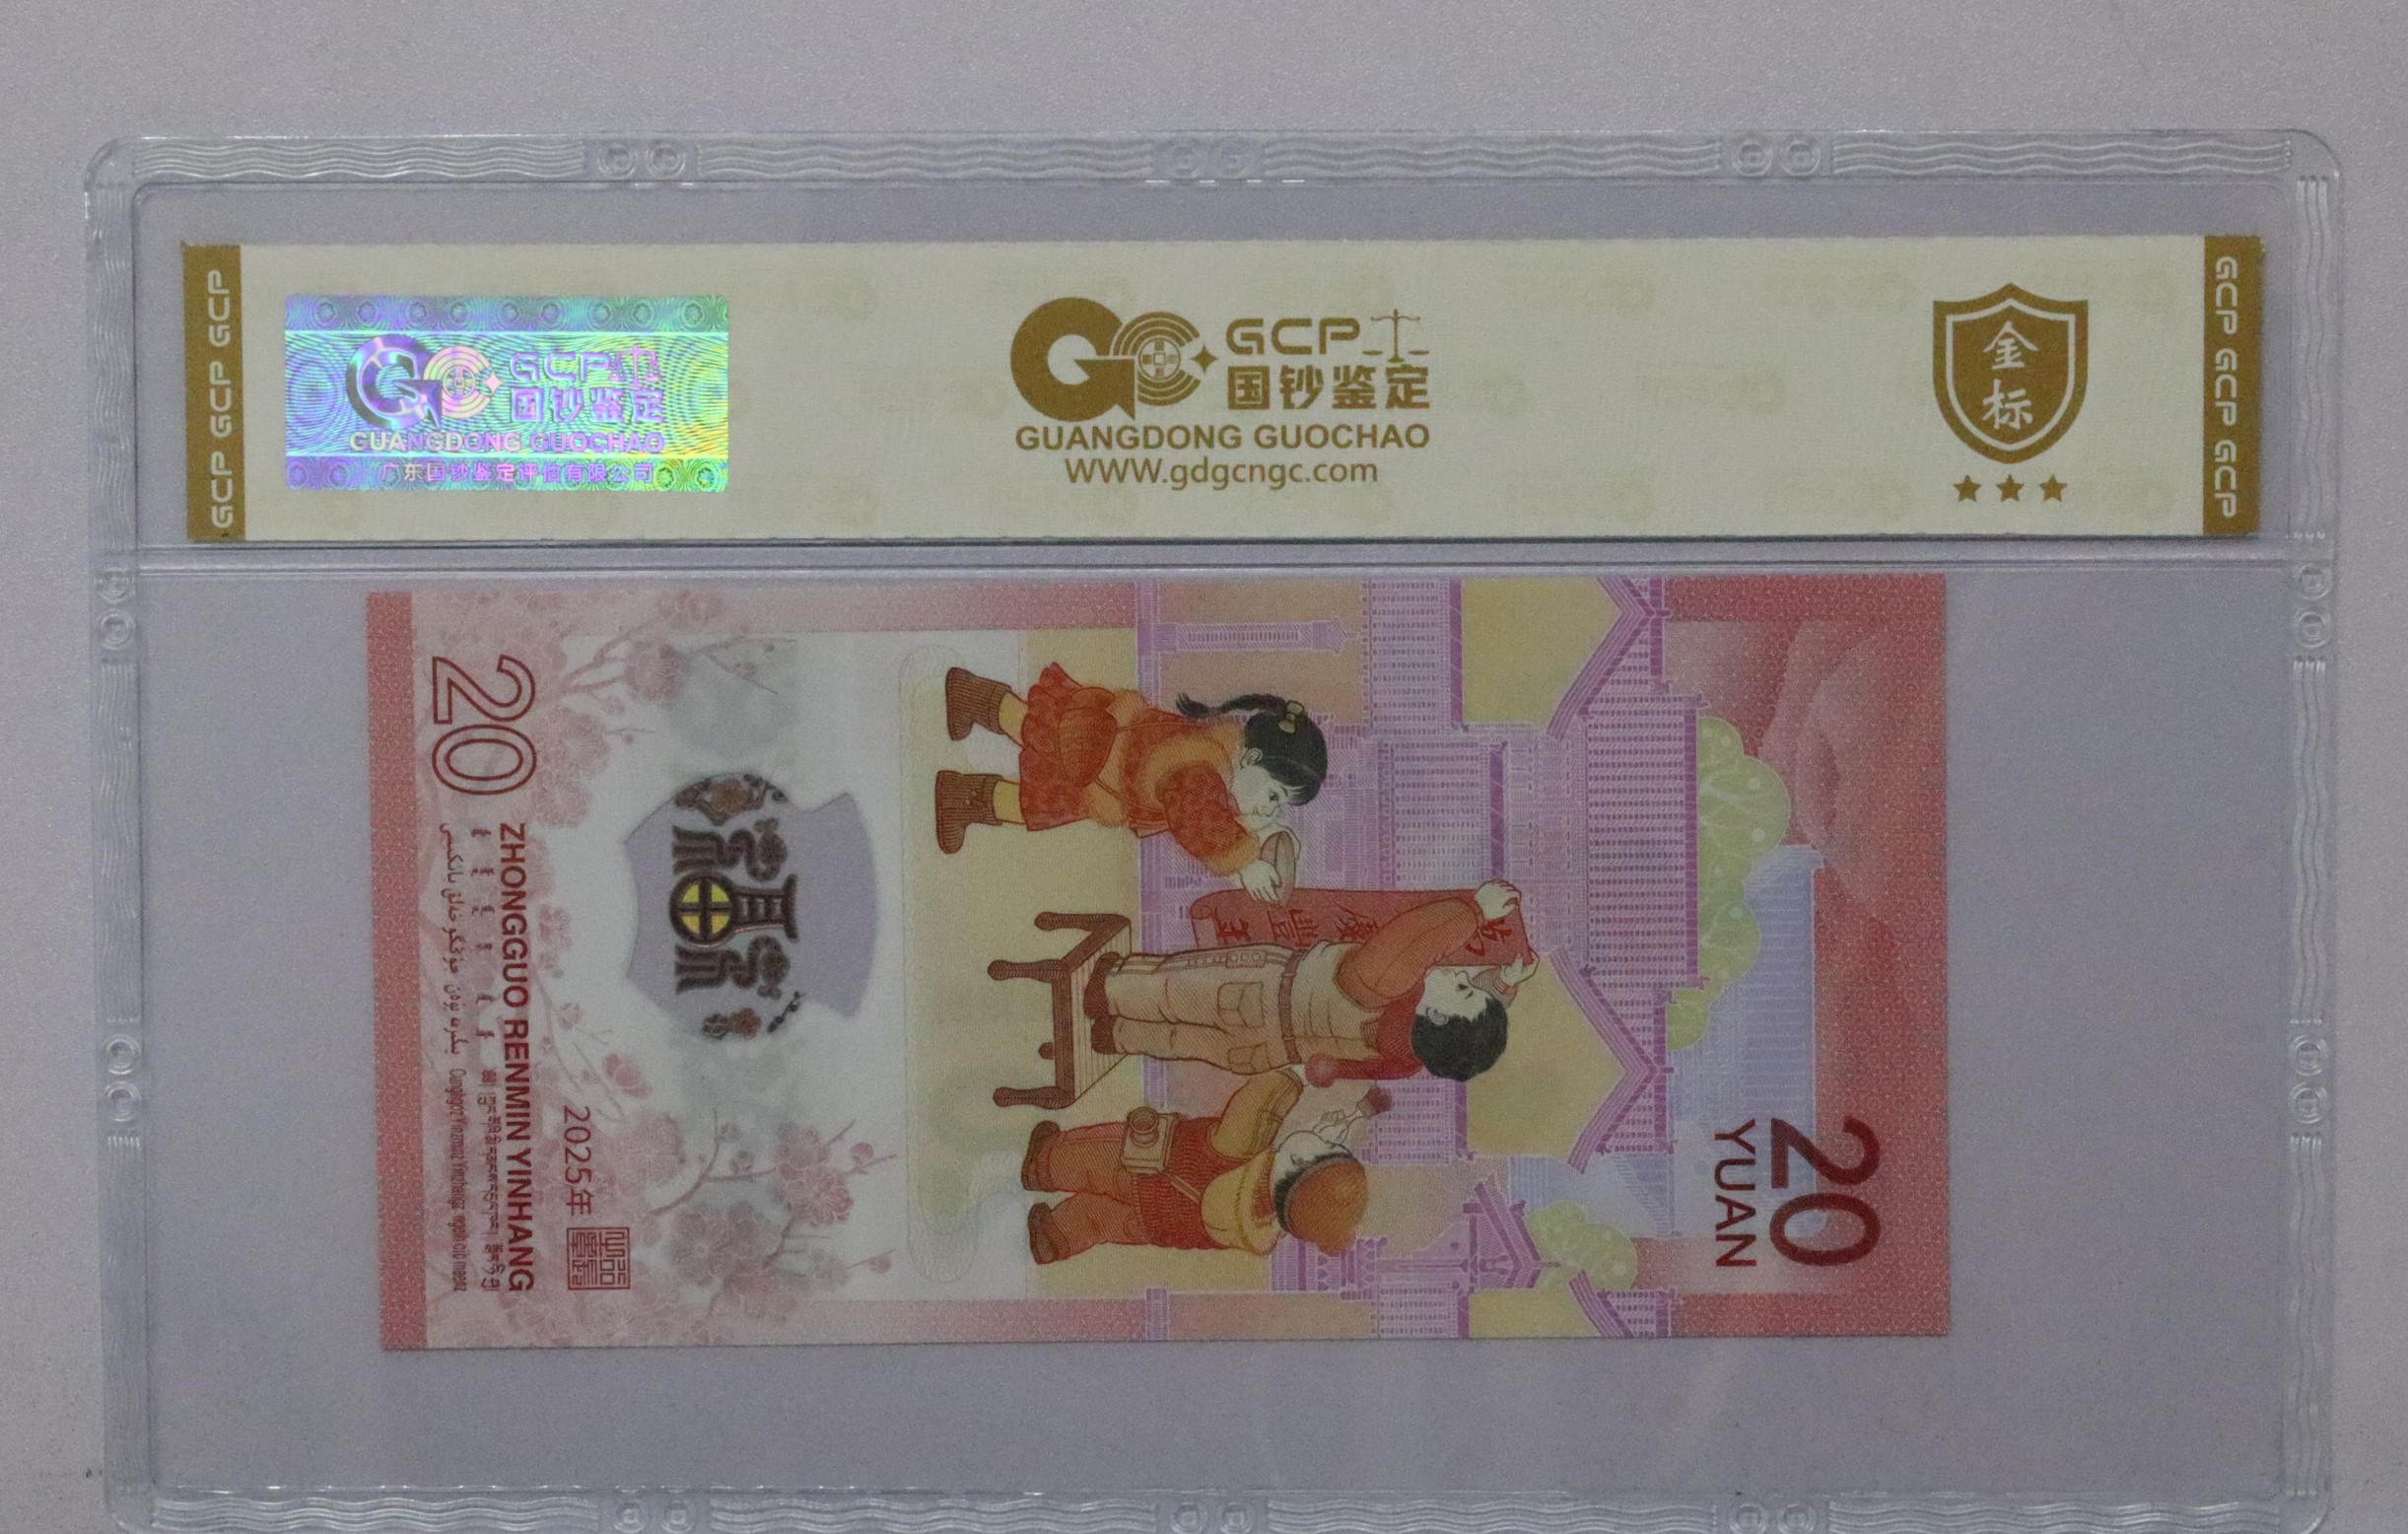 GCP GCP GCP
GCP
国钞鉴定
GUANGDONG GUOCHAO
广东国钞鉴定评估有限公司
GCP
国钞鉴定
GUANGDONG GUOCHAO
WWW.gdgcngc.com
金标
GCP GCP GCP
20
YUAN
20
ZHONGGUO RENMIN YINHANG
2025年